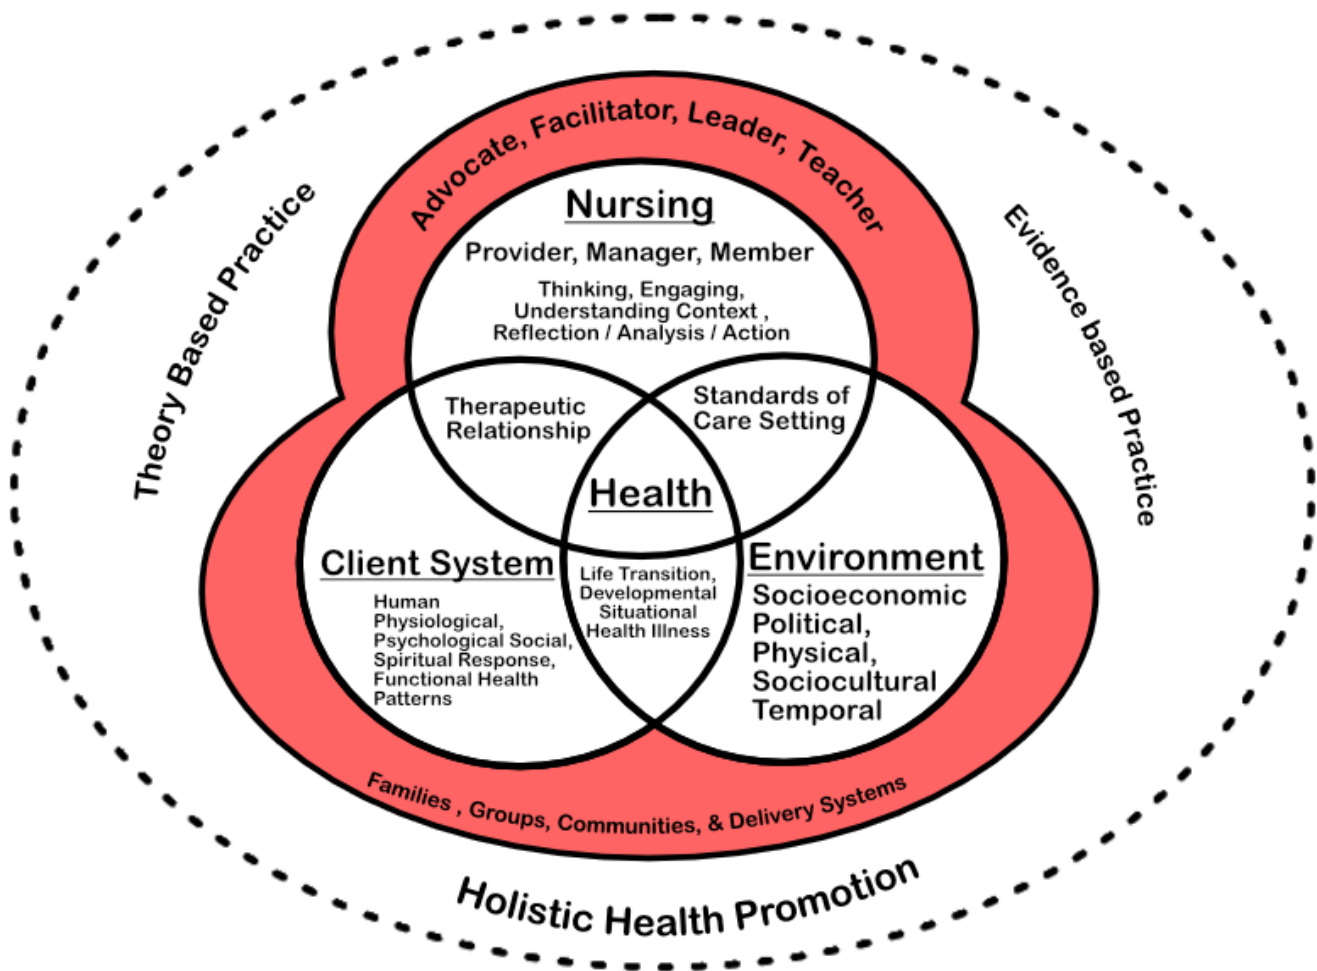 Advocate, Facilitator, Leader, Teacher
Theory Based Practice
Evidence based Practice
Nursing
Provider, Manager, Member
Thinking, Engaging,
Understanding Context ,
Reflection / Analysis / Action
Therapeutic
Relationship
Standards of
Care Setting
Health
Client System
Human
Physiological,
Psychological Social,
Spiritual Response,
Functional Health
Patterns
Life Transition,
Developmental
Situational
Health Illness
Environment
Socioeconomic
Political,
Physical,
Sociocultural
Temporal
Families , Groups, Communities, & Delivery Systems
Holistic Health Promotion